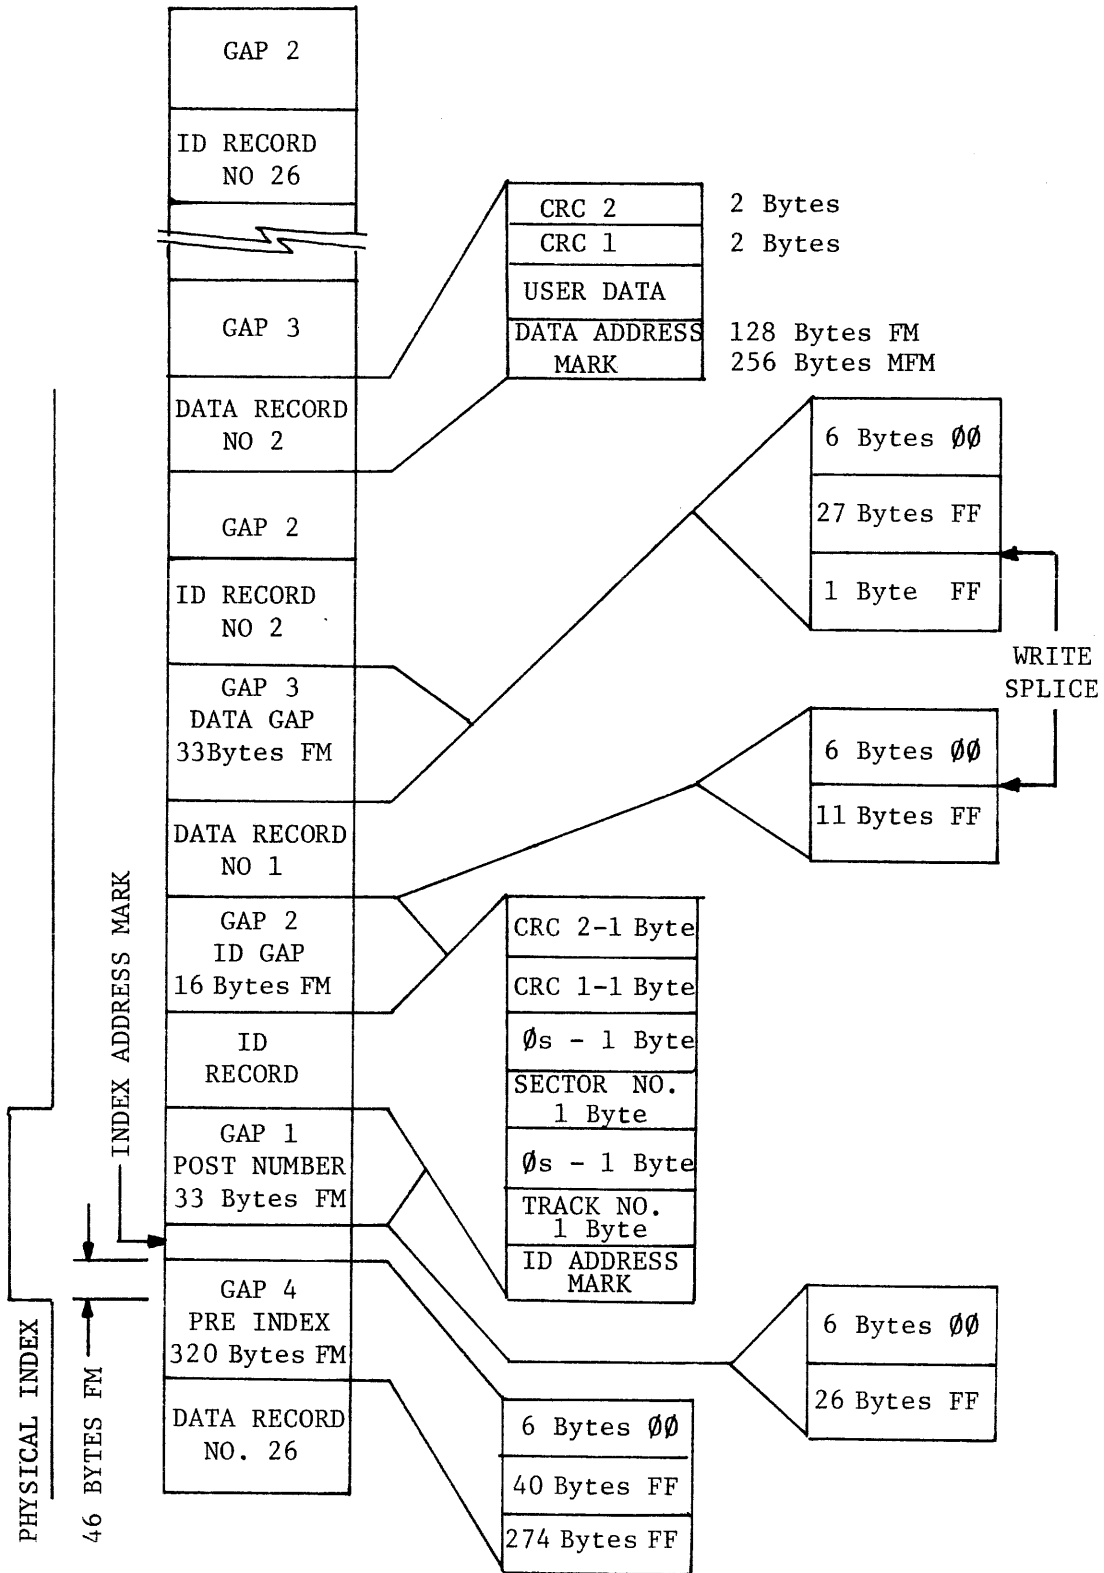 GAP 2
ID RECORD
NO 26
GAP 3
DATA RECORD
NO 2
GAP 2
ID RECORD
NO 2
GAP 3
DATA GAP
33Bytes FM
DATA RECORD
NO 1
GAP 2
ID GAP
16 Bytes FM
ID
RECORD
GAP 1
POST NUMBER
33 Bytes FM
GAP 4
PRE INDEX
320 Bytes FM
DATA RECORD
NO. 26
CRC 2
2 Bytes
CRC 1
2 Bytes
USER DATA
DATA ADDRESS
MARK
128 Bytes FM
256 Bytes MFM
6 Bytes ØØ
27 Bytes FF
1 Byte FF
WRITE
SPLICE
6 Bytes ØØ
11 Bytes FF
CRC 2-1 Byte
CRC 1-1 Byte
Øs - 1 Byte
SECTOR NO.
1 Byte
Øs - 1 Byte
TRACK NO.
1 Byte
ID ADDRESS
MARK
6 Bytes ØØ
26 Bytes FF
6 Bytes ØØ
40 Bytes FF
274 Bytes FF
INDEX ADDRESS MARK
PHYSICAL INDEX
46 BYTES FM